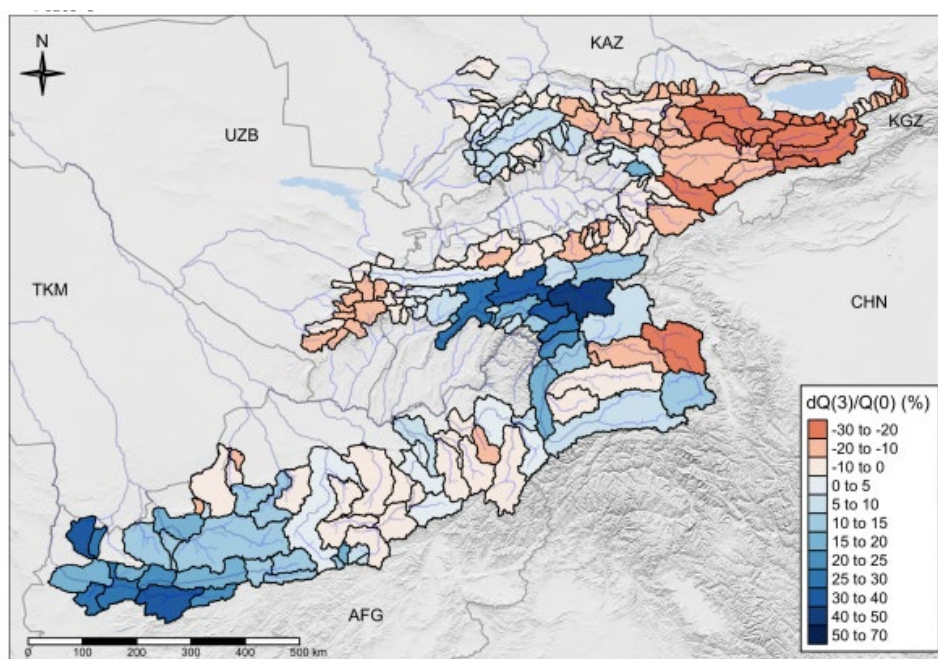 KAZ
N
KGZ
UZB
TKM
CHN
dQ(3)/Q(0) (%)
-30 to -20
-20 to -10
-10 to 0
0 to 5
5 to 10
10 to 15
15 to 20
20 to 25
25 to 30
30 to 40
40 to 50
50 to 70
AFG
0 100 200 300 400 500 km